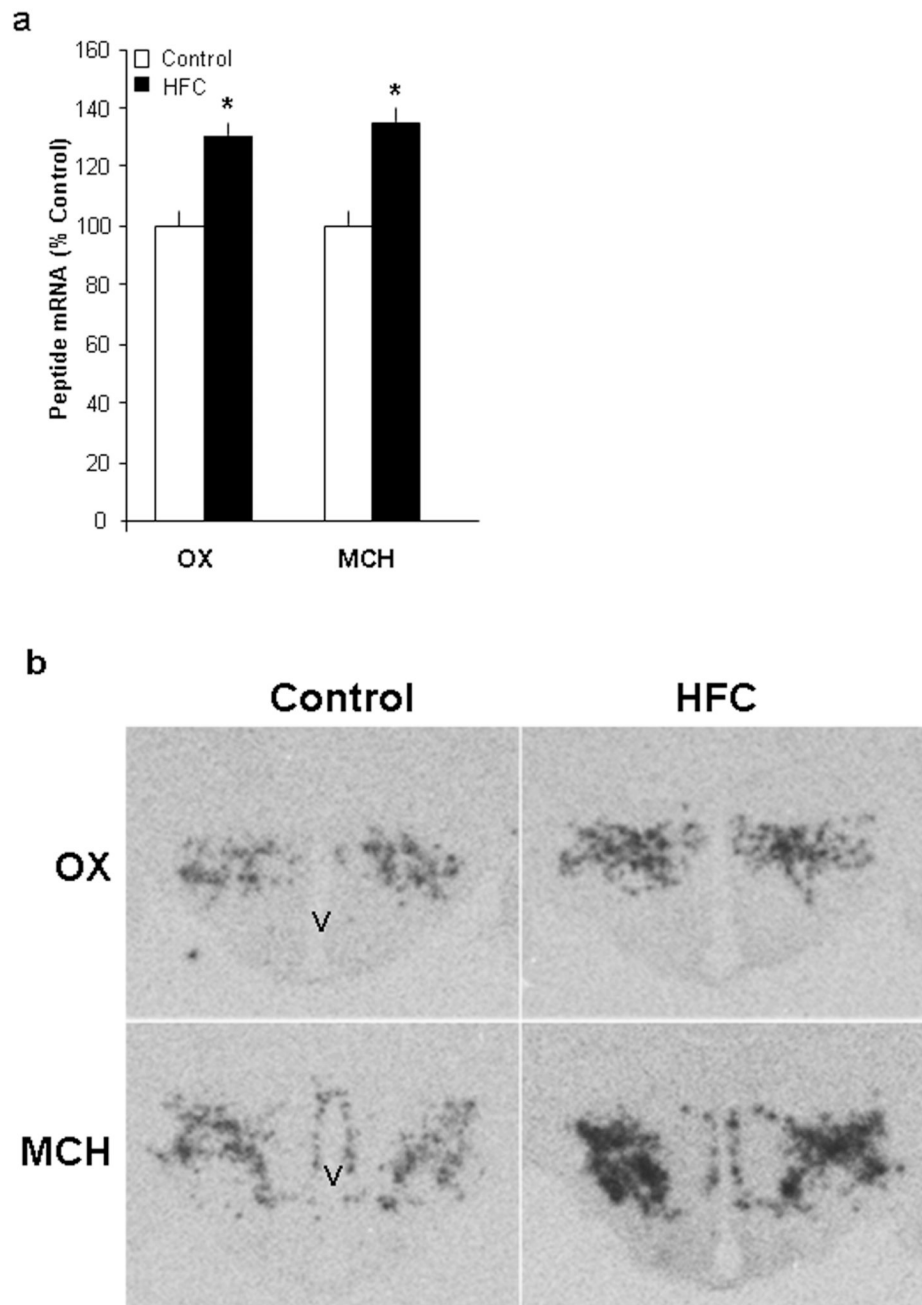 a
160
140
120
100
80
60
40
20
0
Peptide mRNA (% Control)
Control
HFC
*
*
OX
MCH
b
Control
HFC
OX
V
MCH
V